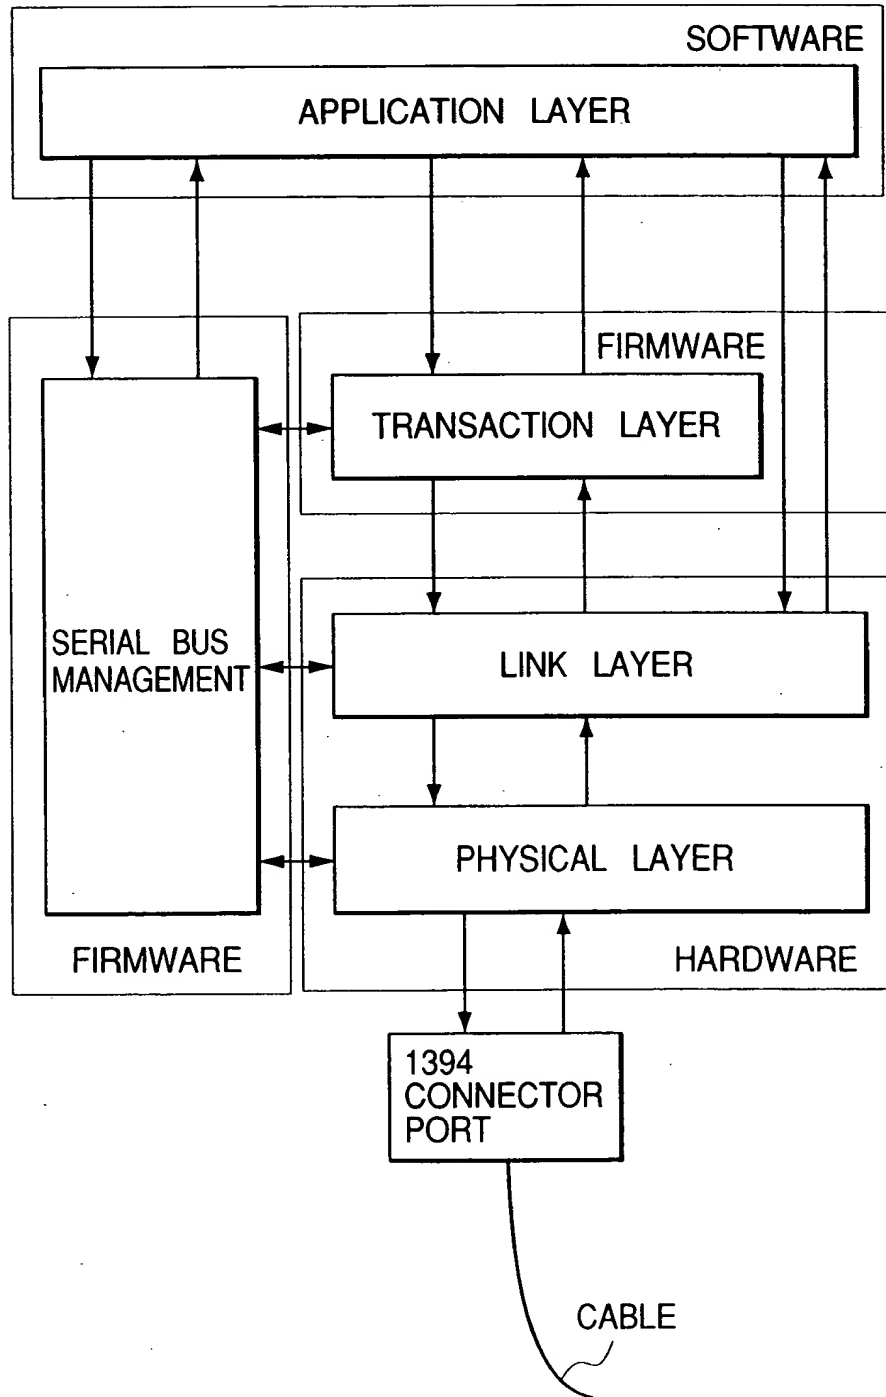 SOFTWARE
APPLICATION LAYER
FIRMWARE
TRANSACTION LAYER
SERIAL BUS
MANAGEMENT
LINK LAYER
PHYSICAL LAYER
FIRMWARE
HARDWARE
1394
CONNECTOR
PORT
CABLE